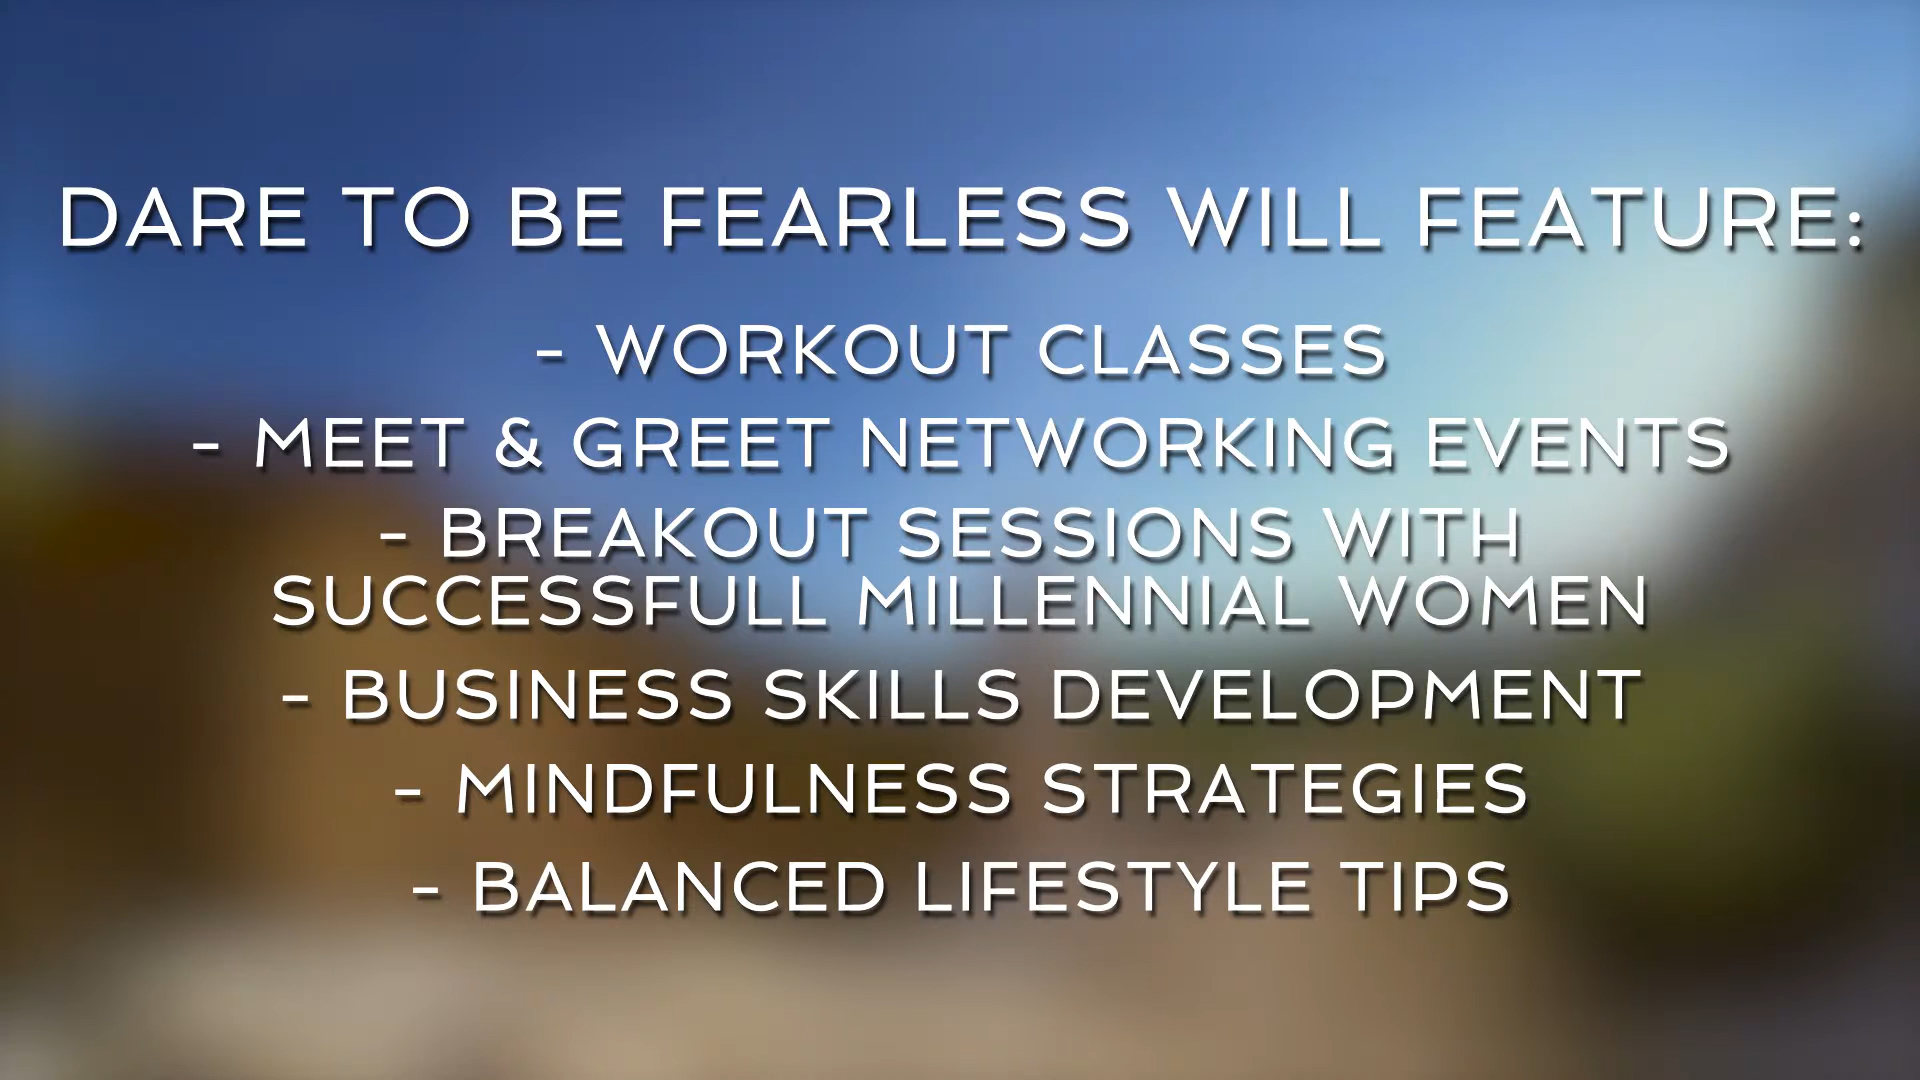 DARE TO BE FEARLESS WILL FEATURE:
- WORKOUT CLASSES
- MEET & GREET NETWORKING EVENTS
- BREAKOUT SESSIONS WITH
SUCCESSFULL MILLENNIAL WOMEN
- BUSINESS SKILLS DEVELOPMENT
- MINDFULNESS STRATEGIES
- BALANCED LIFESTYLE TIPS